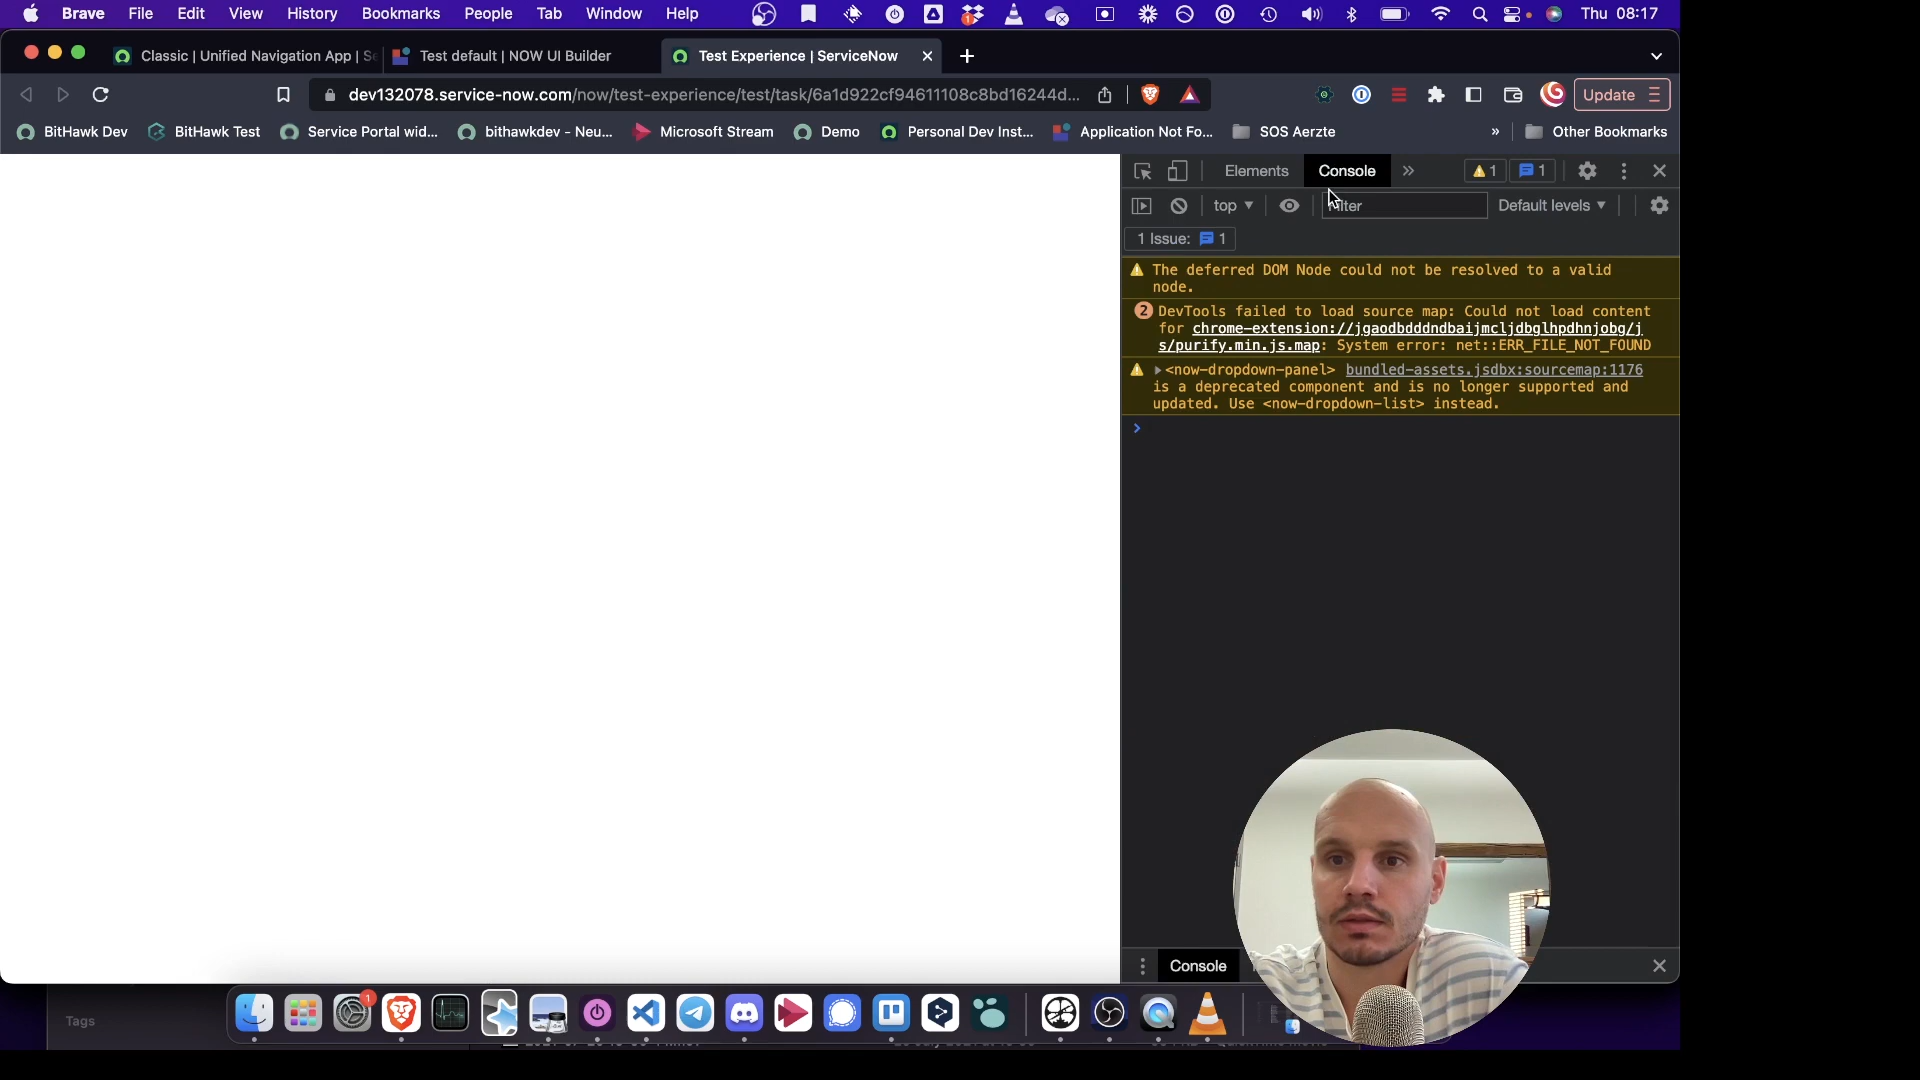 Brave File Edit View History Bookmarks People Tab Window Help Thu 08:17
Classic | Unified Navigation App | Se Test default | NOW UI Builder Test Experience | ServiceNow
dev132078.service-now.com/now/test-experience/test/task/6a1d922cf94611108c8bd16244d... Update
BitHawk Dev BitHawk Test Service Portal wid... bithawkdev - Neu... Microsoft Stream Demo Personal Dev Inst... Application Not Fo... SOS Aerzte » Other Bookmarks
Elements Console » 1 1
top Filter Default levels
1 Issue: 1
The deferred DOM Node could not be resolved to a valid
node.
2 DevTools failed to load source map: Could not load content
for chrome-extension://jgaodbdddndbaijmcljdbglhpdhnjobg/j
s/purify.min.js.map: System error: net::ERR_FILE_NOT_FOUND
<now-dropdown-panel> bundled-assets.jsdbx:sourcemap:1176
is a deprecated component and is no longer supported and
updated. Use <now-dropdown-list> instead.
Console
1
Tags